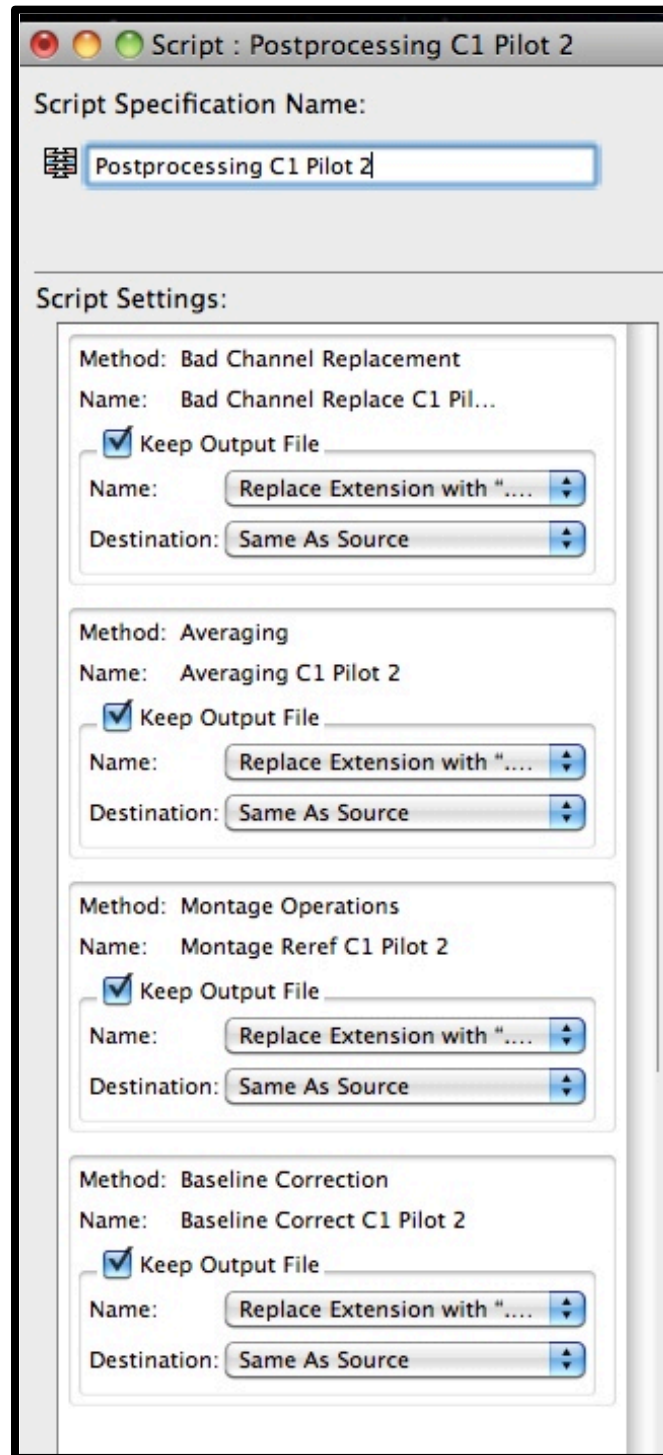 Script : Postprocessing C1 Pilot 2
Script Specification Name:
Postprocessing C1 Pilot 2
Script Settings:
Method: Bad Channel Replacement
Name: Bad Channel Replace C1 Pil...
Keep Output File
Name: Replace Extension with “....
Destination: Same As Source
Method: Averaging
Name: Averaging C1 Pilot 2
Keep Output File
Name: Replace Extension with “....
Destination: Same As Source
Method: Montage Operations
Name: Montage Reref C1 Pilot 2
Keep Output File
Name: Replace Extension with “....
Destination: Same As Source
Method: Baseline Correction
Name: Baseline Correct C1 Pilot 2
Keep Output File
Name: Replace Extension with “....
Destination: Same As Source